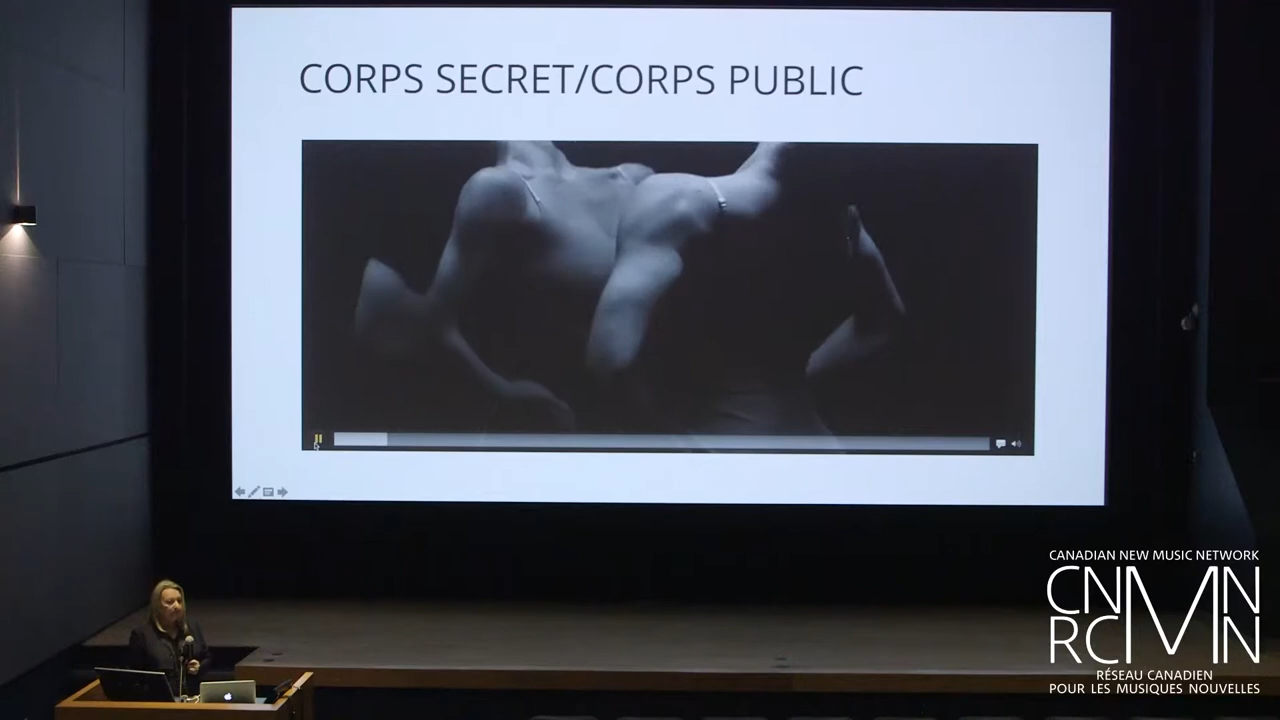 CORPS SECRET/CORPS PUBLIC
CANADIAN NEW MUSIC NETWORK
CNMN
RCMN
RÉSEAU CANADIEN
POUR LES MUSIQUES NOUVELLES